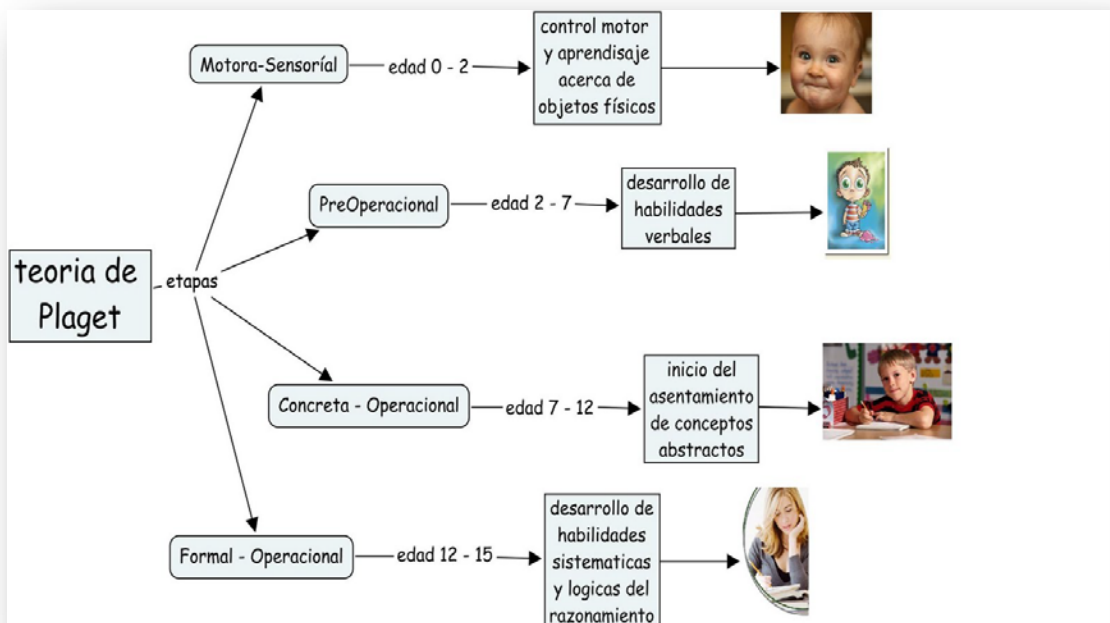 teoria de
Plaget
etapas
Motora-Sensoríal
edad 0 - 2
control motor
y aprendisaje
acerca de
objetos físicos
PreOperacional
edad 2 - 7
desarrollo de
habilidades
verbales
Concreta - Operacional
edad 7 - 12
inicio del
asentamiento
de conceptos
abstractos
Formal - Operacional
edad 12 - 15
desarrollo de
habilidades
sistematicas
y logicas del
razonamiento